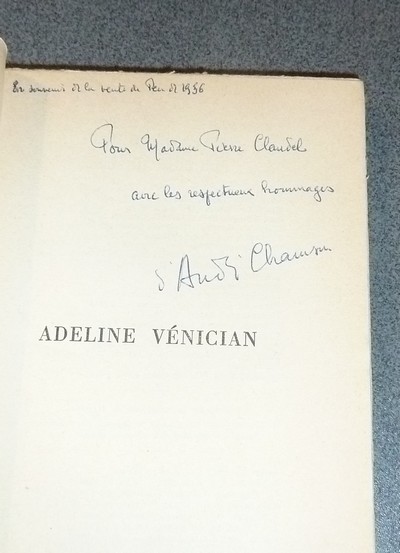 En souvenir de la vente du Pen de 1956
Pour Madame Pierre Claudel
avec les respectueux hommages
d'André Chamson
ADELINE VÉNICIAN